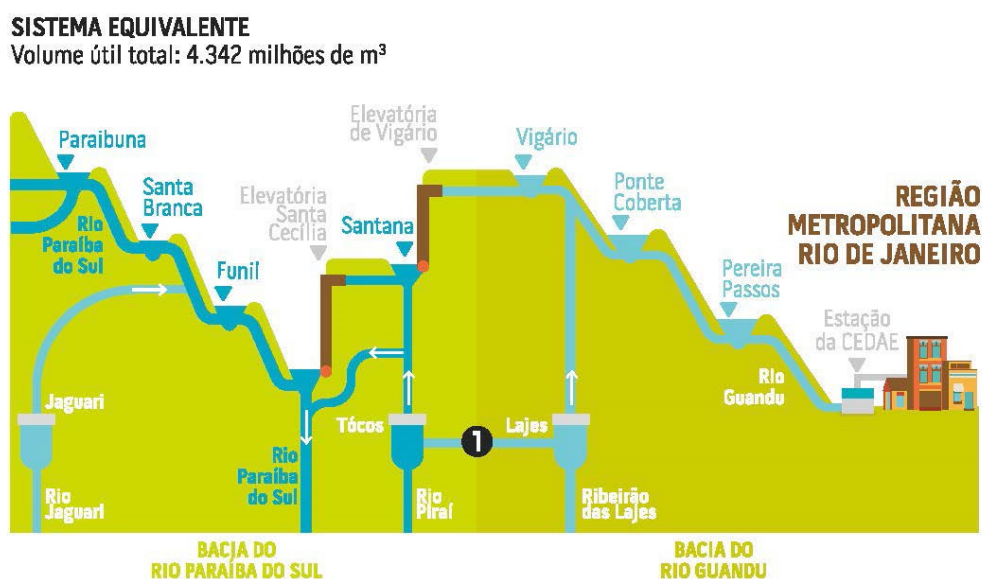 SISTEMA EQUIVALENTE
Volume útil total: 4.342 milhões de m³
Paraibuna
Santa
Branca
Rio
Paraíba
do Sul
Funil
Elevatória
Santa
Cecília
Santana
Elevatória
de Vigário
Vigário
Ponte
Coberta
Pereira
Passos
REGIÃO
METROPOLITANA
RIO DE JANEIRO
Estação
da CEDAE
Rio
Guandu
Jaguari
Rio
Jaguari
Rio
Paraíba
do Sul
Tócos
Rio
Piraí
1
Lajes
Ribeirão
das Lajes
BACIA DO
RIO PARAÍBA DO SUL
BACIA DO
RIO GUANDU